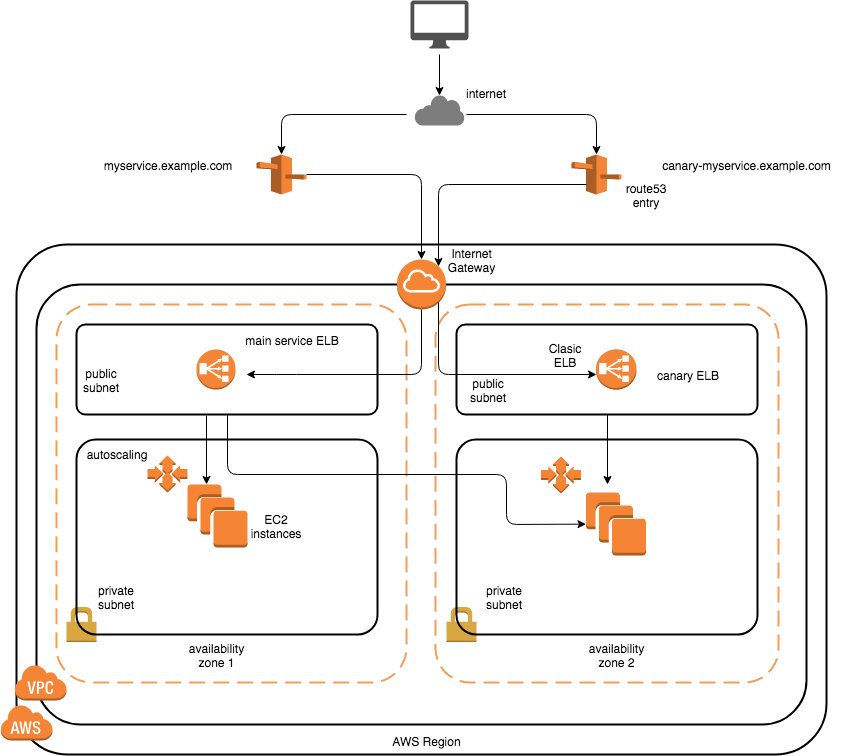 internet
myservice.example.com
canary-myservice.example.com
route53
entry
Internet
Gateway
main service ELB
public
subnet
Clasic
ELB
canary ELB
public
subnet
autoscaling
EC2
instances
private
subnet
private
subnet
availability
zone 1
availability
zone 2
VPC
AWS
AWS Region